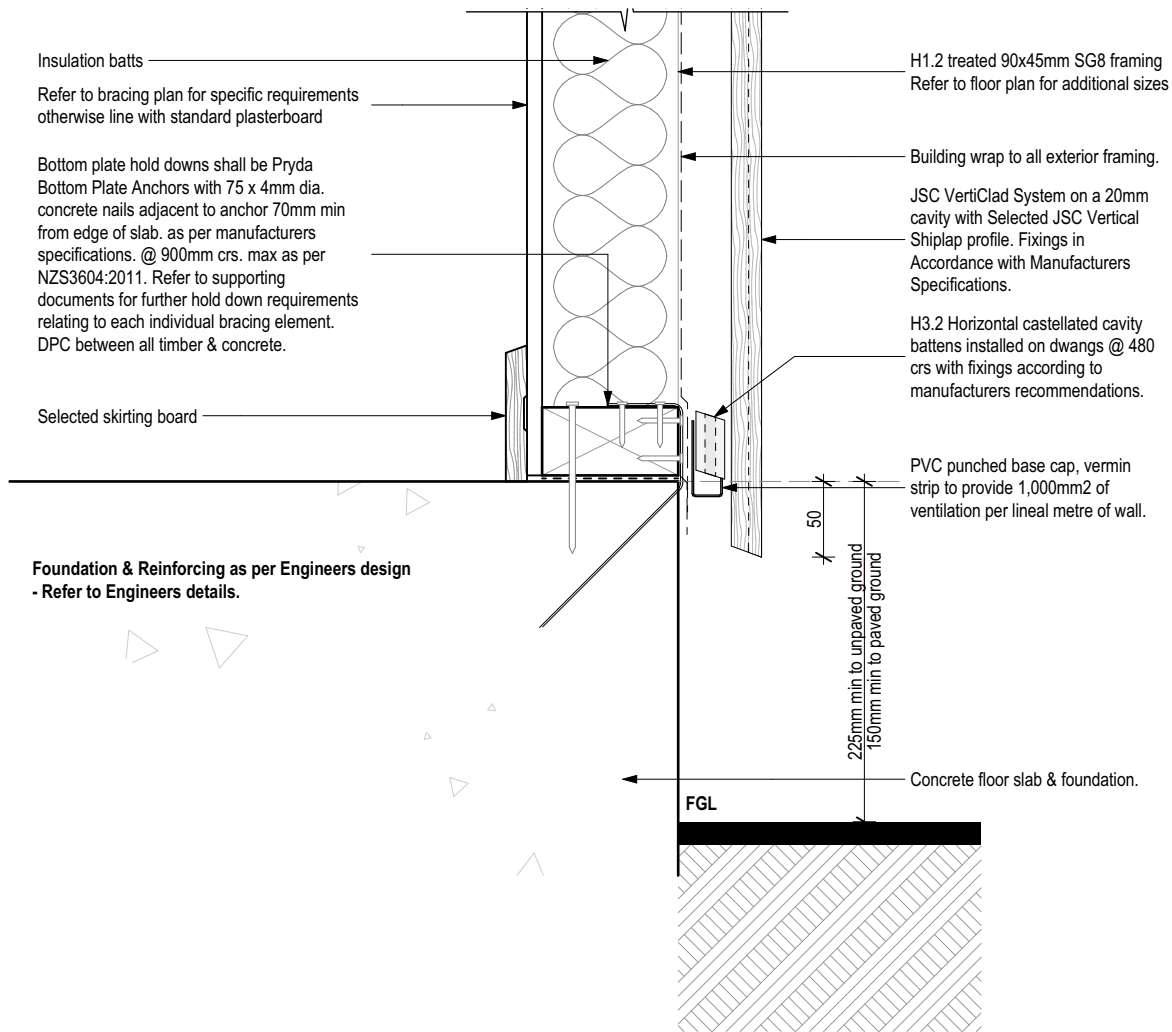 Insulation batts
Refer to bracing plan for specific requirements
otherwise line with standard plasterboard
Bottom plate hold downs shall be Pryda
Bottom Plate Anchors with 75 x 4mm dia.
concrete nails adjacent to anchor 70mm min
from edge of slab. as per manufacturers
specifications. @ 900mm crs. max as per
NZS3604:2011. Refer to supporting
documents for further hold down requirements
relating to each individual bracing element.
DPC between all timber & concrete.
Selected skirting board
Foundation & Reinforcing as per Engineers design
- Refer to Engineers details.
H1.2 treated 90x45mm SG8 framing
Refer to floor plan for additional sizes
Building wrap to all exterior framing.
JSC VertiClad System on a 20mm
cavity with Selected JSC Vertical
Shiplap profile. Fixings in
Accordance with Manufacturers
Specifications.
H3.2 Horizontal castellated cavity
battens installed on dwangs @ 480
crs with fixings according to
manufacturers recommendations.
PVC punched base cap, vermin
strip to provide 1,000mm2 of
ventilation per lineal metre of wall.
50
225mm min to unpaved ground
150mm min to paved ground
Concrete floor slab & foundation.
FGL